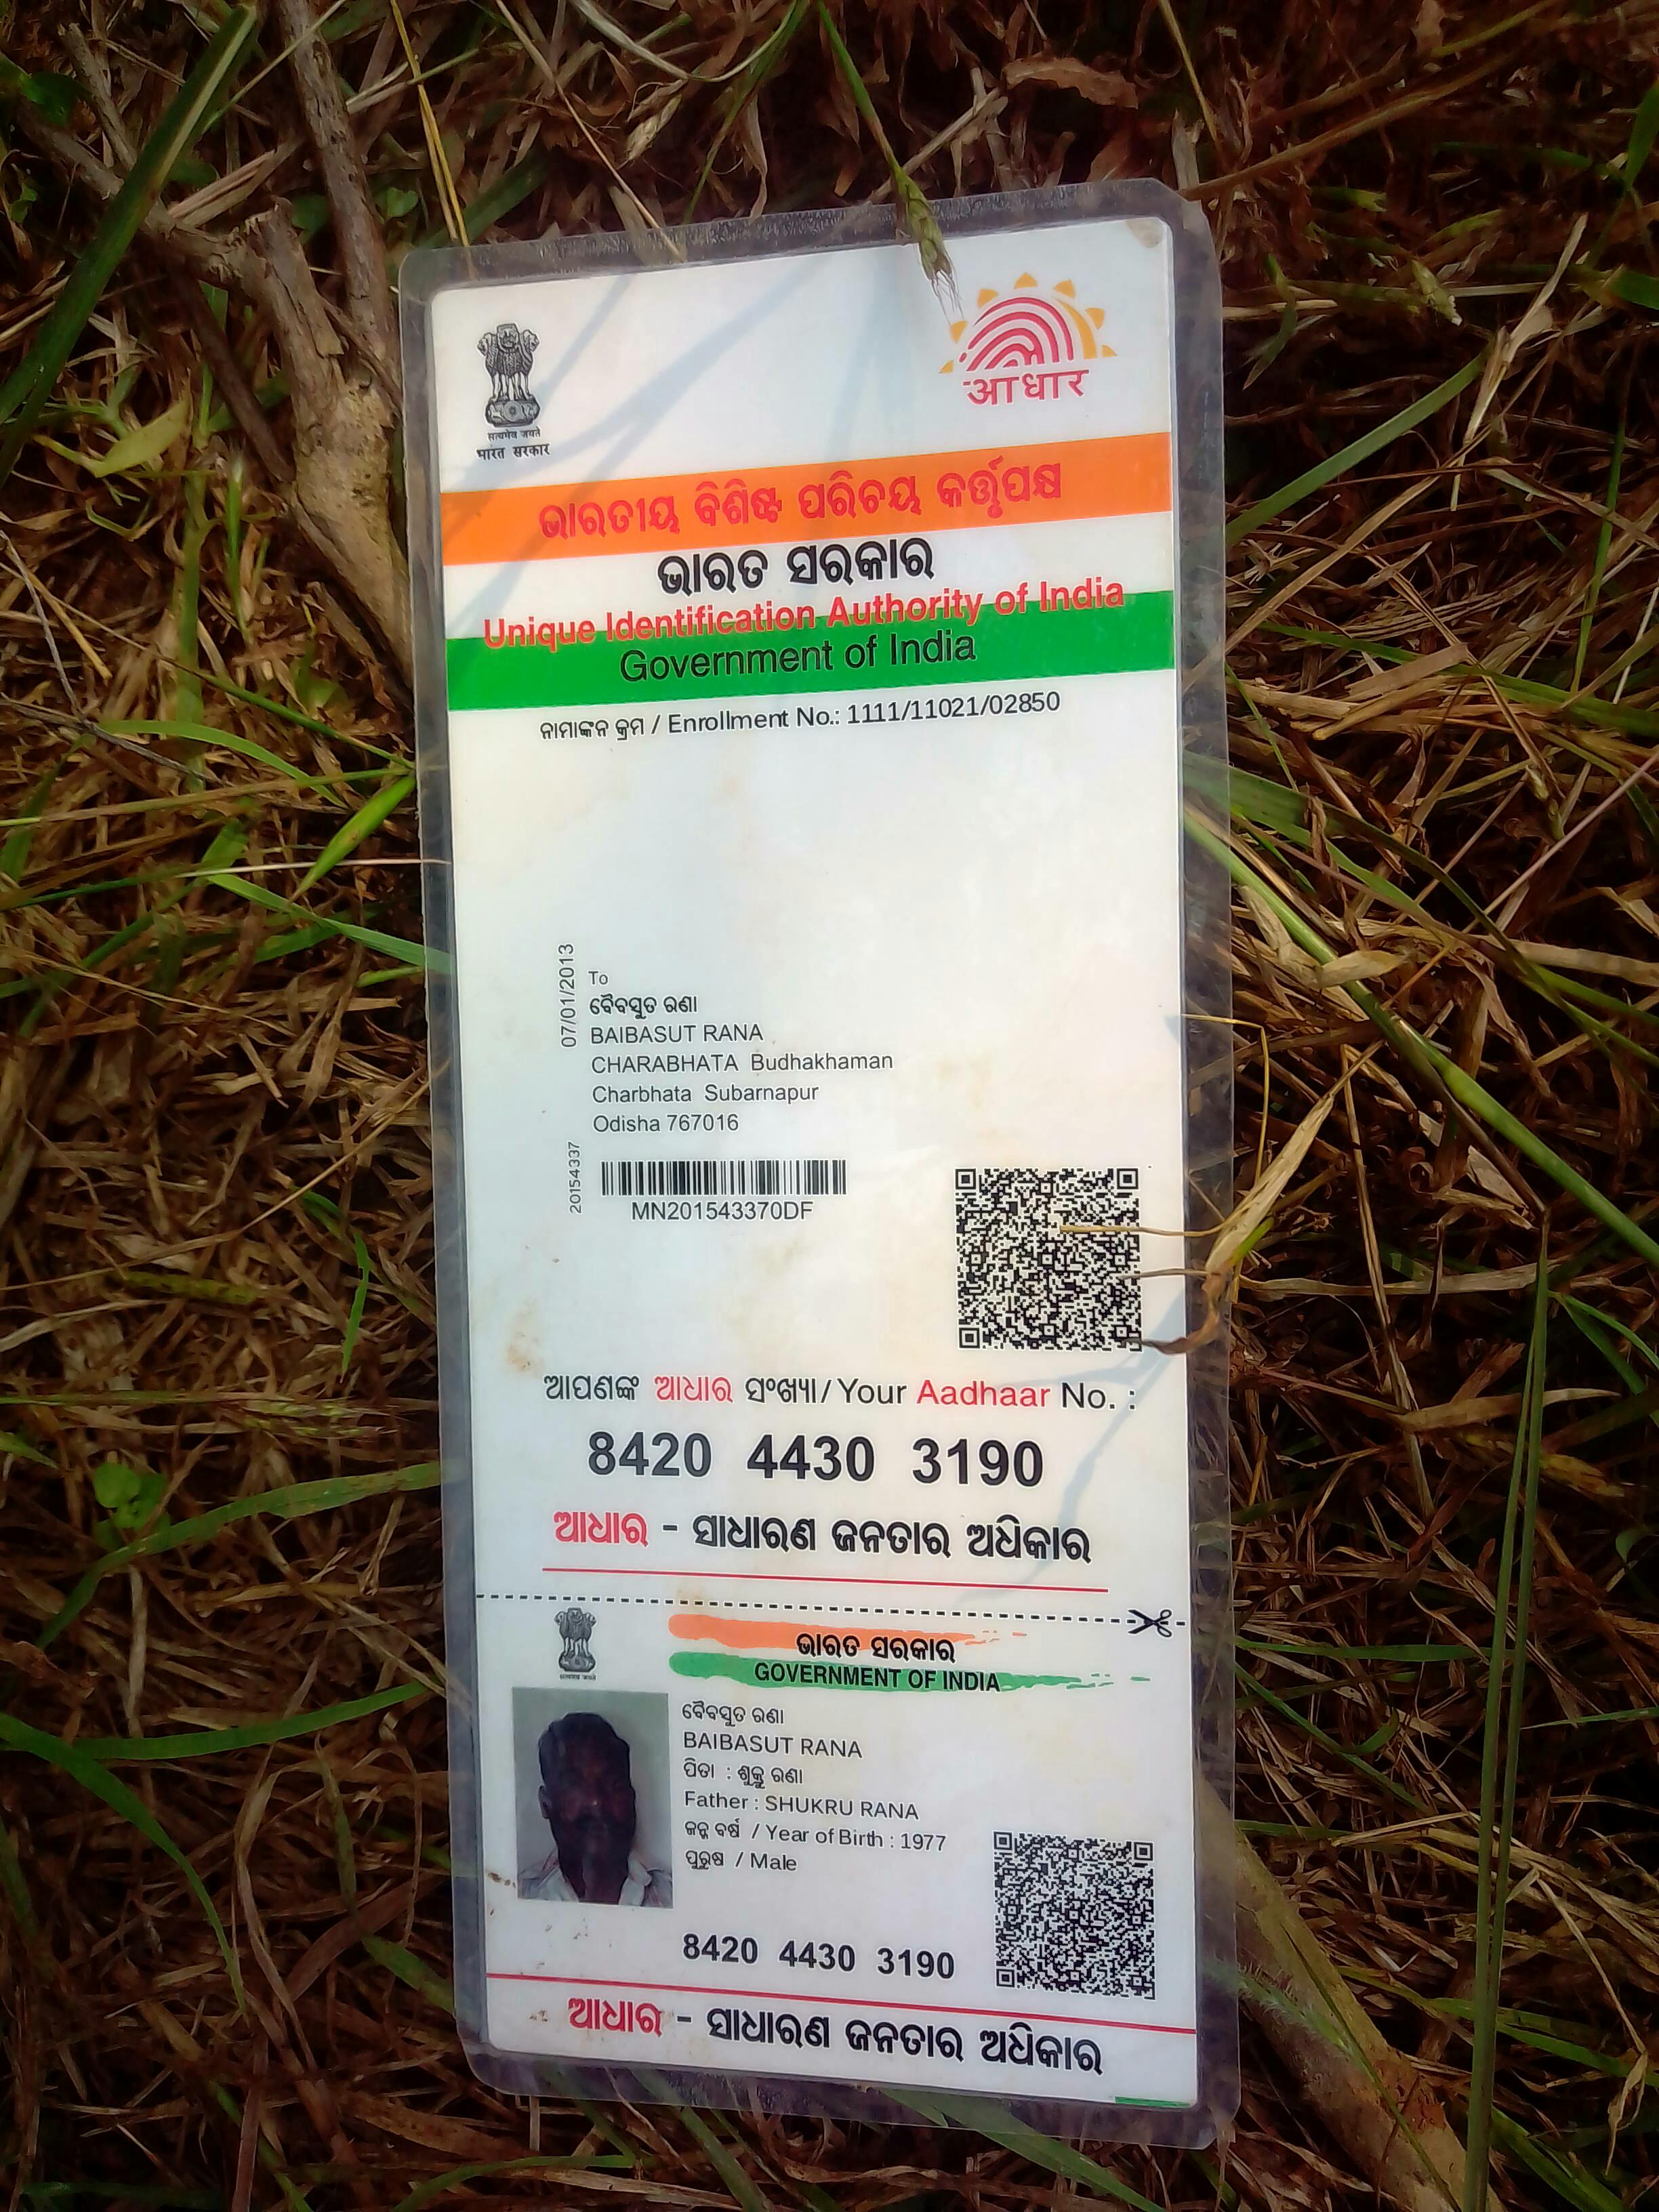 आधार
सत्यमेव जयते
भारत सरकार
ଭାରତୀୟ ବିଶିଷ୍ଟ ପରିଚୟ କର୍ତ୍ତୃପକ୍ଷ
ଭାରତ ସରକାର
Unique Identification Authority of India
Government of India
ନାମାଙ୍କନ କ୍ରମ / Enrollment No.: 1111/11021/02850
07/01/2013
To
ବୈବସୁତ ରଣା
BAIBASUT RANA
CHARABHATA Budhakhaman
Charbhata Subarnapur
Odisha 767016
20154337
MN201543370DF
ଆପଣଙ୍କ ଆଧାର ସଂଖ୍ୟା/ Your Aadhaar No. :
8420 4430 3190
ଆଧାର - ସାଧାରଣ ଜନତାର ଅଧିକାର
ଭାରତ ସରକାର
GOVERNMENT OF INDIA
सत्यमेव जयते
ବୈବସୁତ ରଣା
BAIBASUT RANA
ପିତା : ଶୁକ୍ରୁ ରଣା
Father : SHUKRU RANA
ଜନ୍ମ ବର୍ଷ / Year of Birth : 1977
ପୁରୁଷ / Male
8420 4430 3190
ଆଧାର - ସାଧାରଣ ଜନତାର ଅଧିକାର